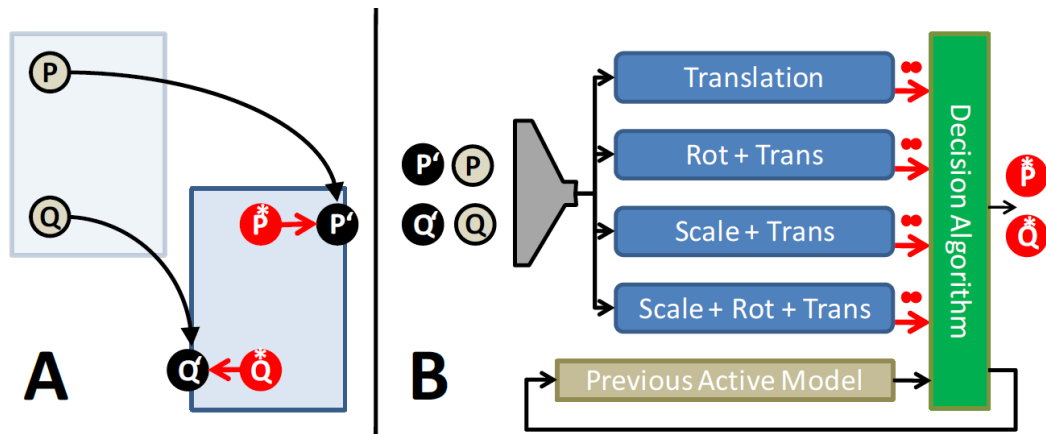 P
Q
P*
P‘
Q‘
Q*
A
P‘ P
Q‘ Q
Translation
Rot + Trans
Scale + Trans
Scale + Rot + Trans
Previous Active Model
Decision Algorithm
P*
Q*
B